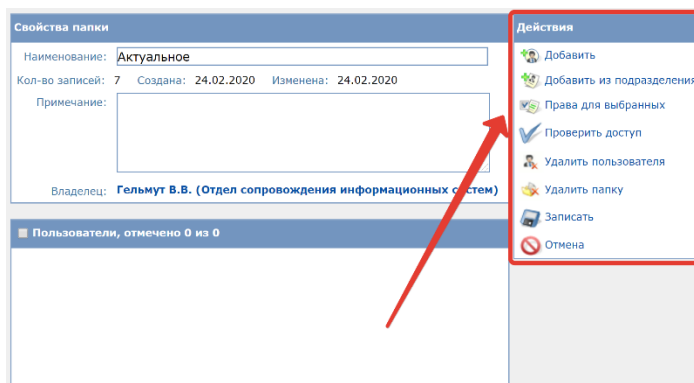 Свойства папки
Наименование: Актуальное
Кол-во записей: 7 Создана: 24.02.2020 Изменена: 24.02.2020
Примечание:
Владелец: Гельмут В.В. (Отдел сопровождения информационных систем)
Пользователи, отмечено 0 из 0
Действия
Добавить
Добавить из подразделения
Права для выбранных
Проверить доступ
Удалить пользователя
Удалить папку
Записать
Отмена